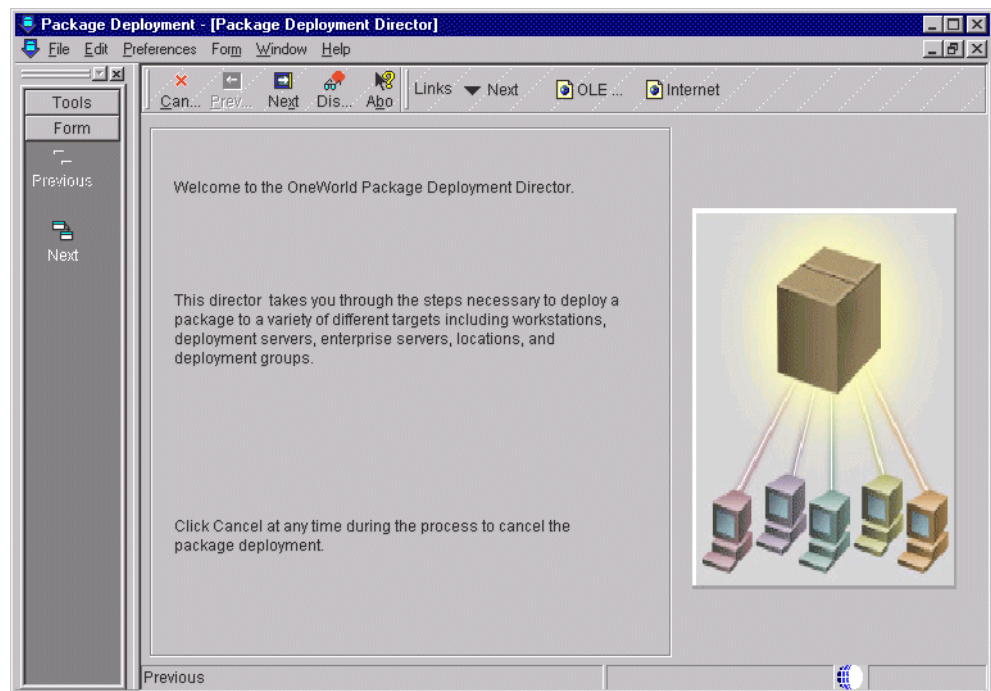 Package Deployment - [Package Deployment Director]
File Edit Preferences Form Window Help
Tools
Form
Previous
Next
Can... Prev... Next Dis... Abo Links Next OLE ... Internet
Welcome to the OneWorld Package Deployment Director.
This director takes you through the steps necessary to deploy a
package to a variety of different targets including workstations,
deployment servers, enterprise servers, locations, and
deployment groups.
Click Cancel at any time during the process to cancel the
package deployment.
Previous